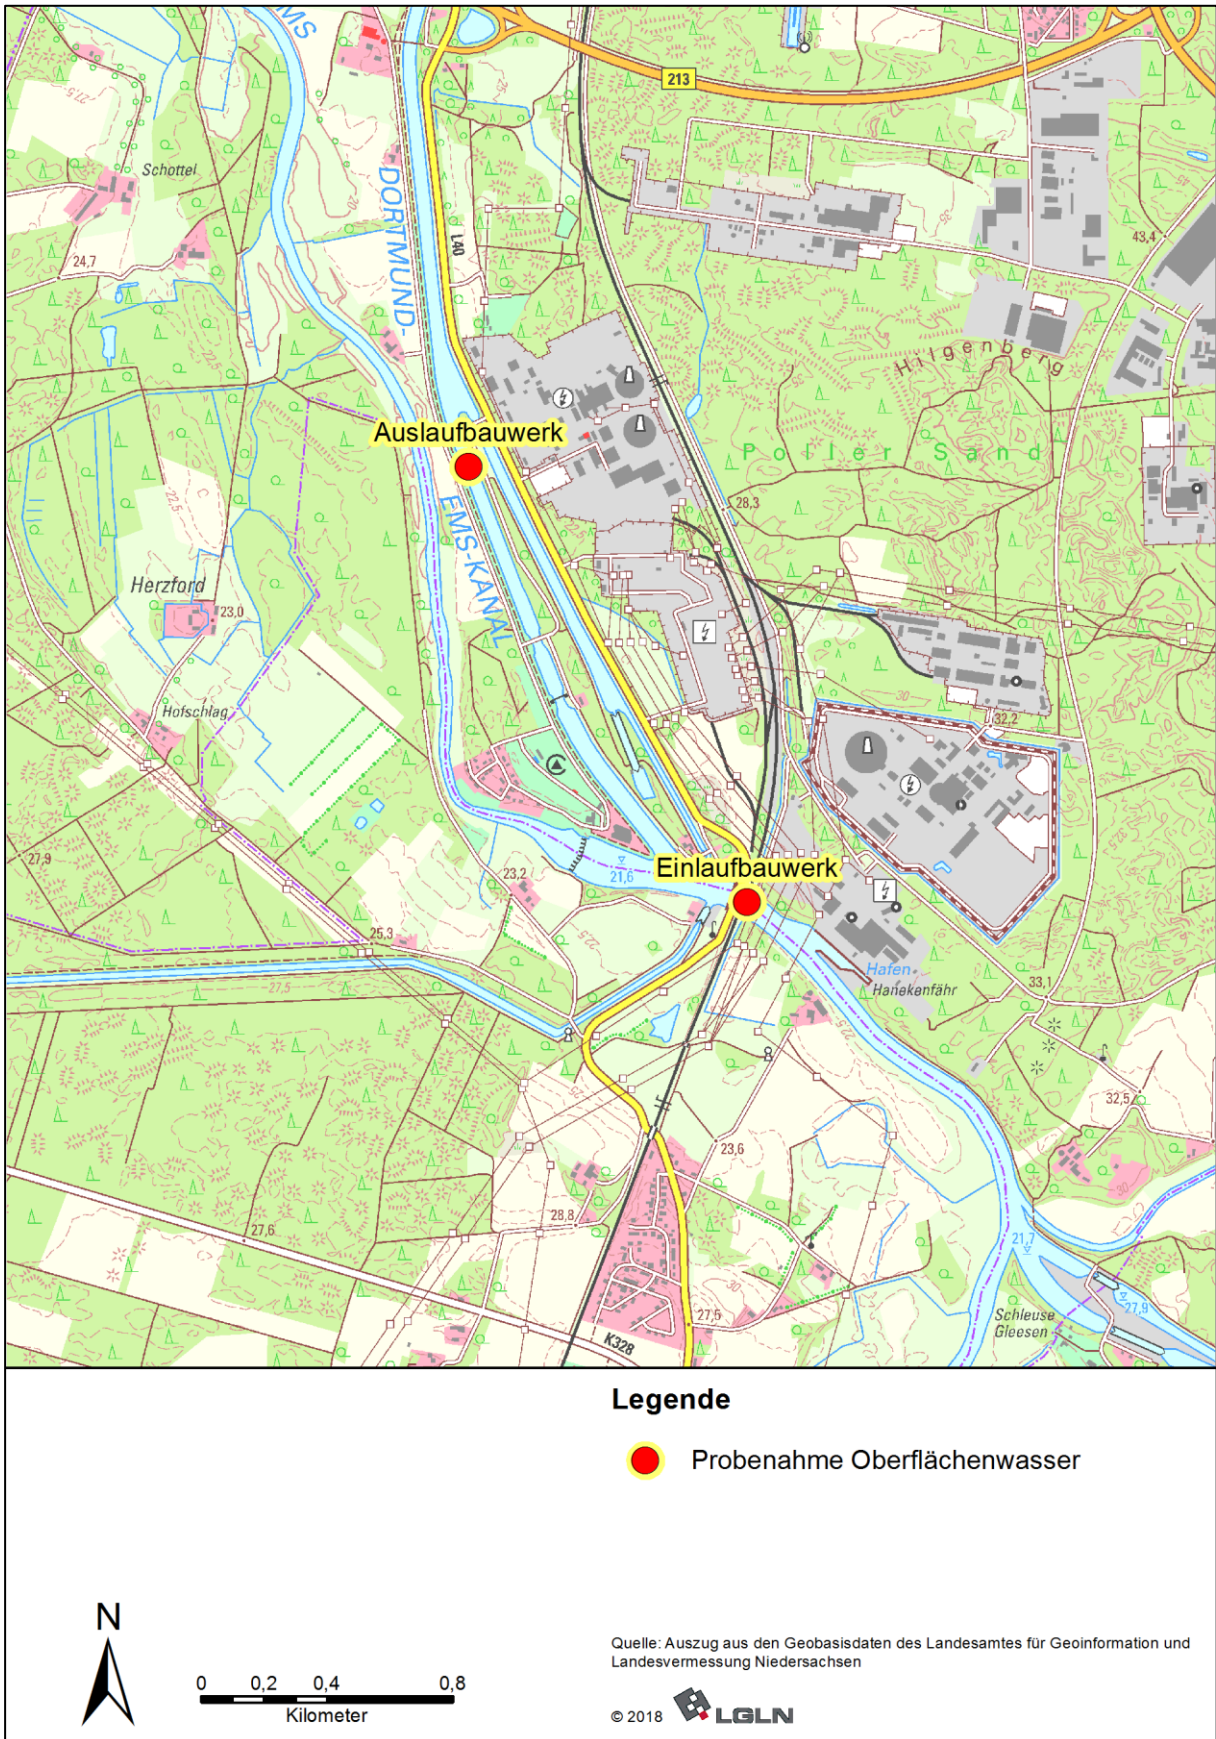 EMS
213
Schottel
DORTMUND-
L40
24,7
43,4
Hilgenberg
Auslaufbauwerk
Poller Sand
28,3
EMS-KANAL
Herzford
23,0
Hofschlag
30
32,2
27,9
21,6
23,2
Einlaufbauwerk
25,3
27,5
22,5
Hafen
Hanekenfähr
33,1
32,5
23,6
28,8
27,6
21,7
27,9
Schleuse
Gleesen
27,5
K328
Legende
Probenahme Oberflächenwasser
N
0 0,2 0,4 0,8
Kilometer
Quelle: Auszug aus den Geobasisdaten des Landesamtes für Geoinformation und
Landesvermessung Niedersachsen
© 2018 LGLN